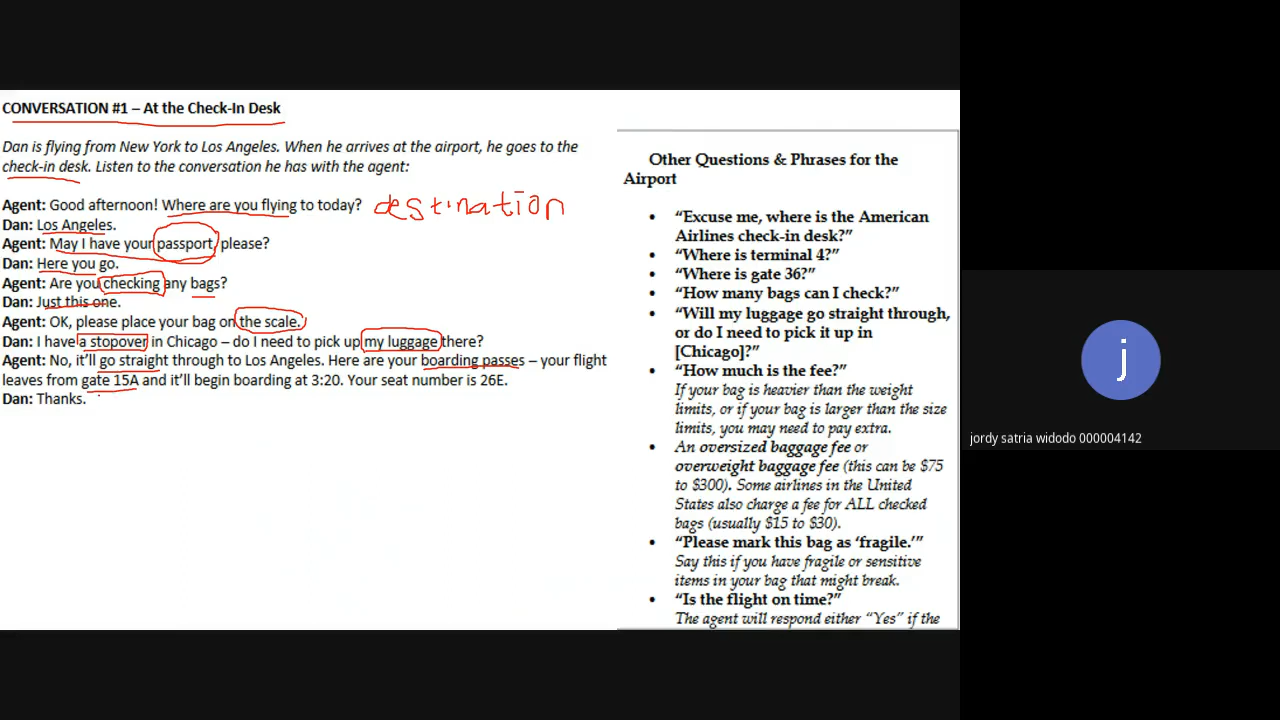 CONVERSATION #1 – At the Check-In Desk
Dan is flying from New York to Los Angeles. When he arrives at the airport, he goes to the
check-in desk. Listen to the conversation he has with the agent:
Agent: Good afternoon! Where are you flying to today? destination
Dan: Los Angeles.
Agent: May I have your passport, please?
Dan: Here you go.
Agent: Are you checking any bags?
Dan: Just this one.
Agent: OK, please place your bag on the scale.
Dan: I have a stopover in Chicago – do I need to pick up my luggage there?
Agent: No, it'll go straight through to Los Angeles. Here are your boarding passes – your flight
leaves from gate 15A and it'll begin boarding at 3:20. Your seat number is 26E.
Dan: Thanks.
Other Questions & Phrases for the
Airport
• “Excuse me, where is the American
Airlines check-in desk?”
• “Where is terminal 4?”
• “Where is gate 36?”
• “How many bags can I check?”
• “Will my luggage go straight through,
or do I need to pick it up in
[Chicago]?”
• “How much is the fee?”
If your bag is heavier than the weight
limits, or if your bag is larger than the size
limits, you may need to pay extra.
• An oversized baggage fee or
overweight baggage fee (this can be $75
to $300). Some airlines in the United
States also charge a fee for ALL checked
bags (usually $15 to $30).
• “Please mark this bag as ‘fragile.’”
Say this if you have fragile or sensitive
items in your bag that might break.
• “Is the flight on time?”
The agent will respond either “Yes” if the
j
jordy satria widodo 000004142